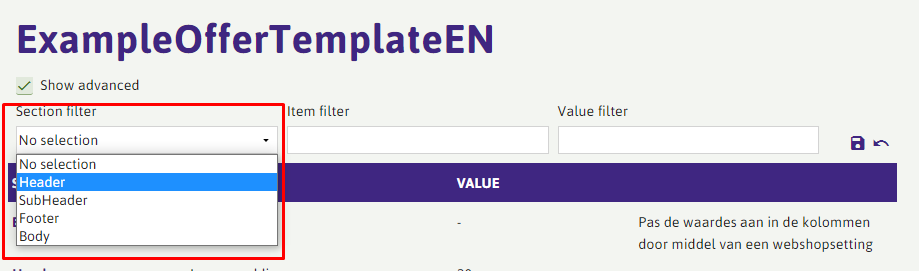 ExampleOfferTemplateEN
Show advanced
Section filter Item filter Value filter
No selection
No selection
Header
SubHeader
Footer
Body
VALUE
- Pas de waardes aan in de kolommen
door middel van een webshopsetting